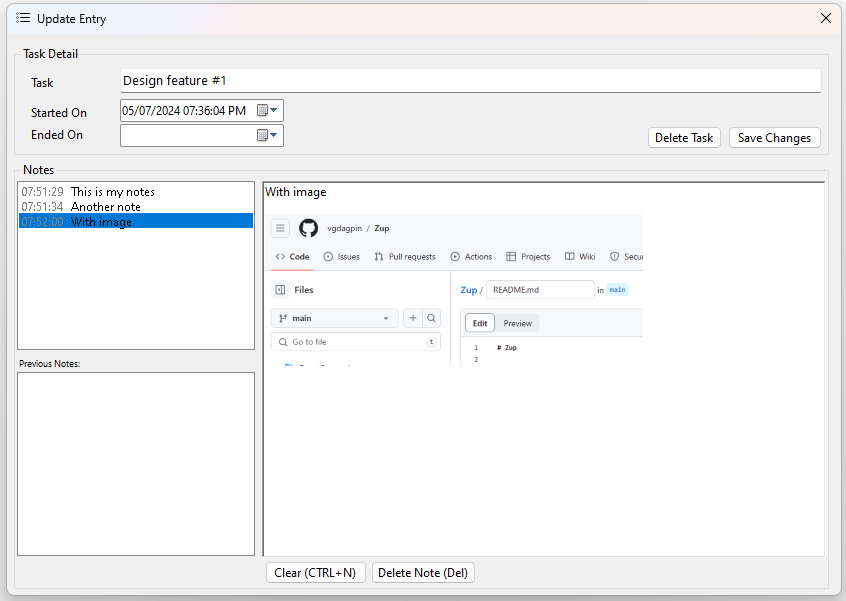 Update Entry
Task Detail
Task
Design feature #1
Started On
05/07/2024 07:36:04 PM
Ended On
Delete Task
Save Changes
Notes
07:51:29 This is my notes
07:51:34 Another note
07:52:00 With image
Previous Notes:
With image
vgdagpin / Zup
<> Code
Issues
Pull requests
Actions
Projects
Wiki
Secu
Files
main
Go to file
t
Zup / README.md in main
Edit
Preview
1 # Zup
2
Clear (CTRL+N)
Delete Note (Del)